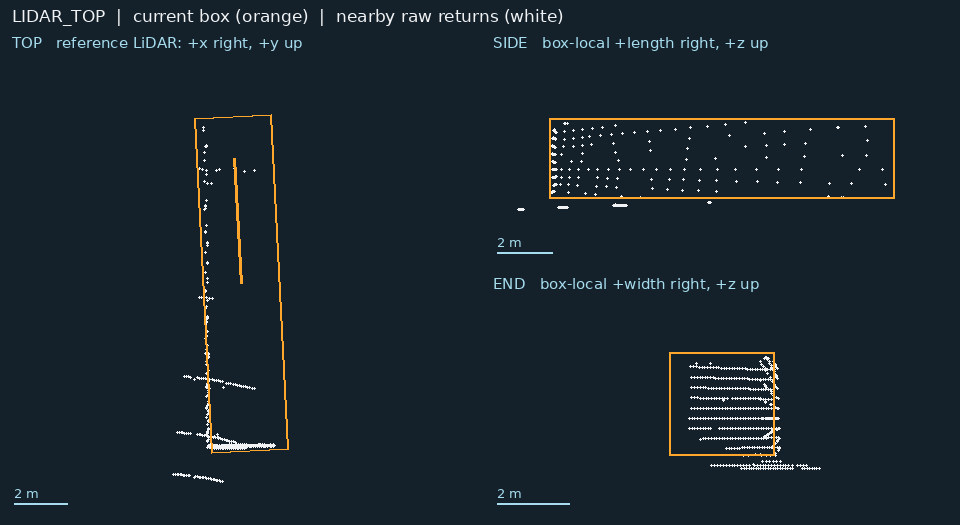 LIDAR_TOP | current box (orange) | nearby raw returns (white)
TOP reference LiDAR: +x right, +y up
SIDE box-local +length right, +z up
2 m
END box-local +width right, +z up
2 m
2 m